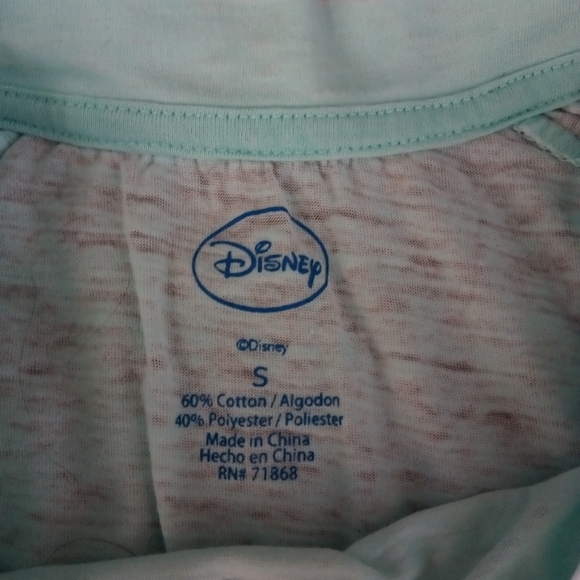 Disney
©Disney
S
60% Cotton / Algodon
40% Polyester / Poliester
Made in China
Hecho en China
RN# 71868